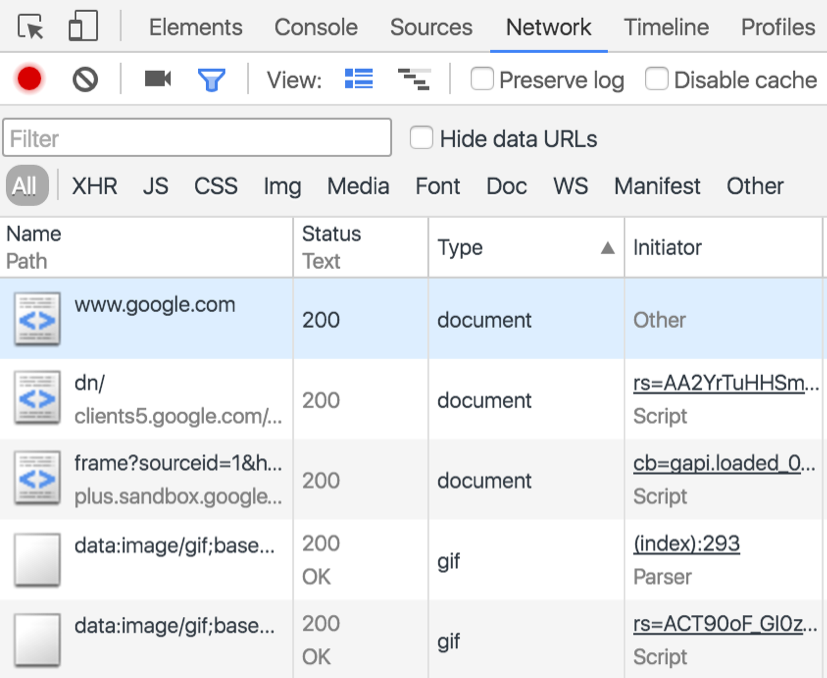 Elements Console Sources Network Timeline Profiles
View: Preserve log Disable cache
Filter Hide data URLs
All XHR JS CSS Img Media Font Doc WS Manifest Other
Name Status Type Initiator
Path Text
www.google.com 200 document Other
dn/ 200 document rs=AA2YrTuHHSm...
clients5.google.com/... Script
frame?sourceid=1&h... 200 document cb=gapi.loaded_0...
plus.sandbox.google... Script
data:image/gif;base... 200 gif (index):293
OK Parser
data:image/gif;base... 200 gif rs=ACT90oF_GI0z...
OK Script